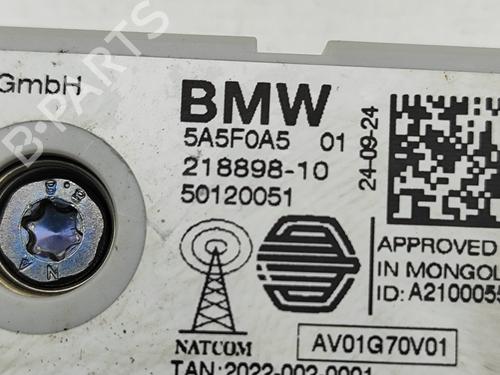 B-PARTS
GmbH
BMW
5A5F0A5 01
218898-10
50120051
24-09-24
APPROVED
IN MONGOL
ID: A2100055
NATCOM
AV01G70V01
TAN:2022-002-0001